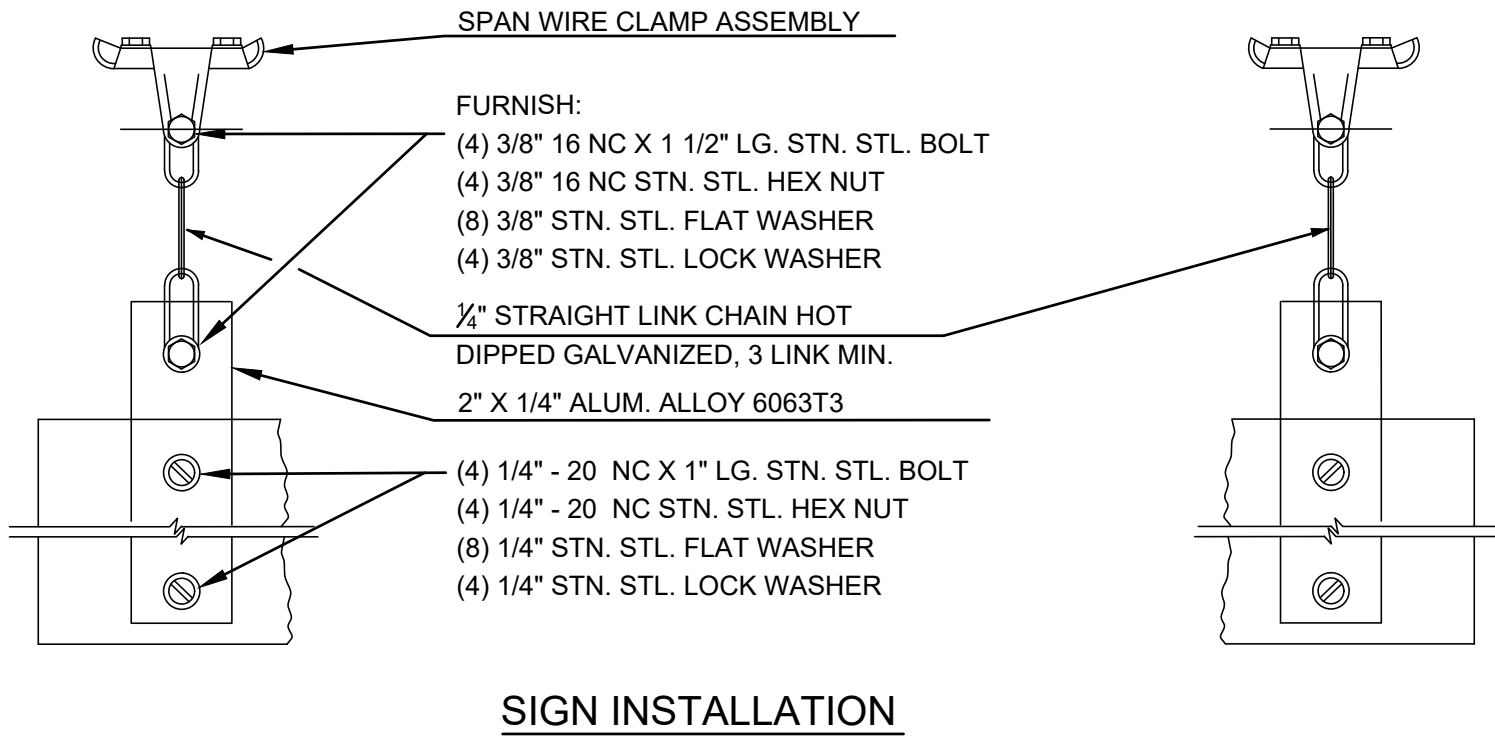 SPAN WIRE CLAMP ASSEMBLY
FURNISH:
(4) 3/8" 16 NC X 1 1/2" LG. STN. STL. BOLT
(4) 3/8" 16 NC STN. STL. HEX NUT
(8) 3/8" STN. STL. FLAT WASHER
(4) 3/8" STN. STL. LOCK WASHER
¼" STRAIGHT LINK CHAIN HOT
DIPPED GALVANIZED, 3 LINK MIN.
2" X 1/4" ALUM. ALLOY 6063T3
(4) 1/4" - 20 NC X 1" LG. STN. STL. BOLT
(4) 1/4" - 20 NC STN. STL. HEX NUT
(8) 1/4" STN. STL. FLAT WASHER
(4) 1/4" STN. STL. LOCK WASHER
SIGN INSTALLATION